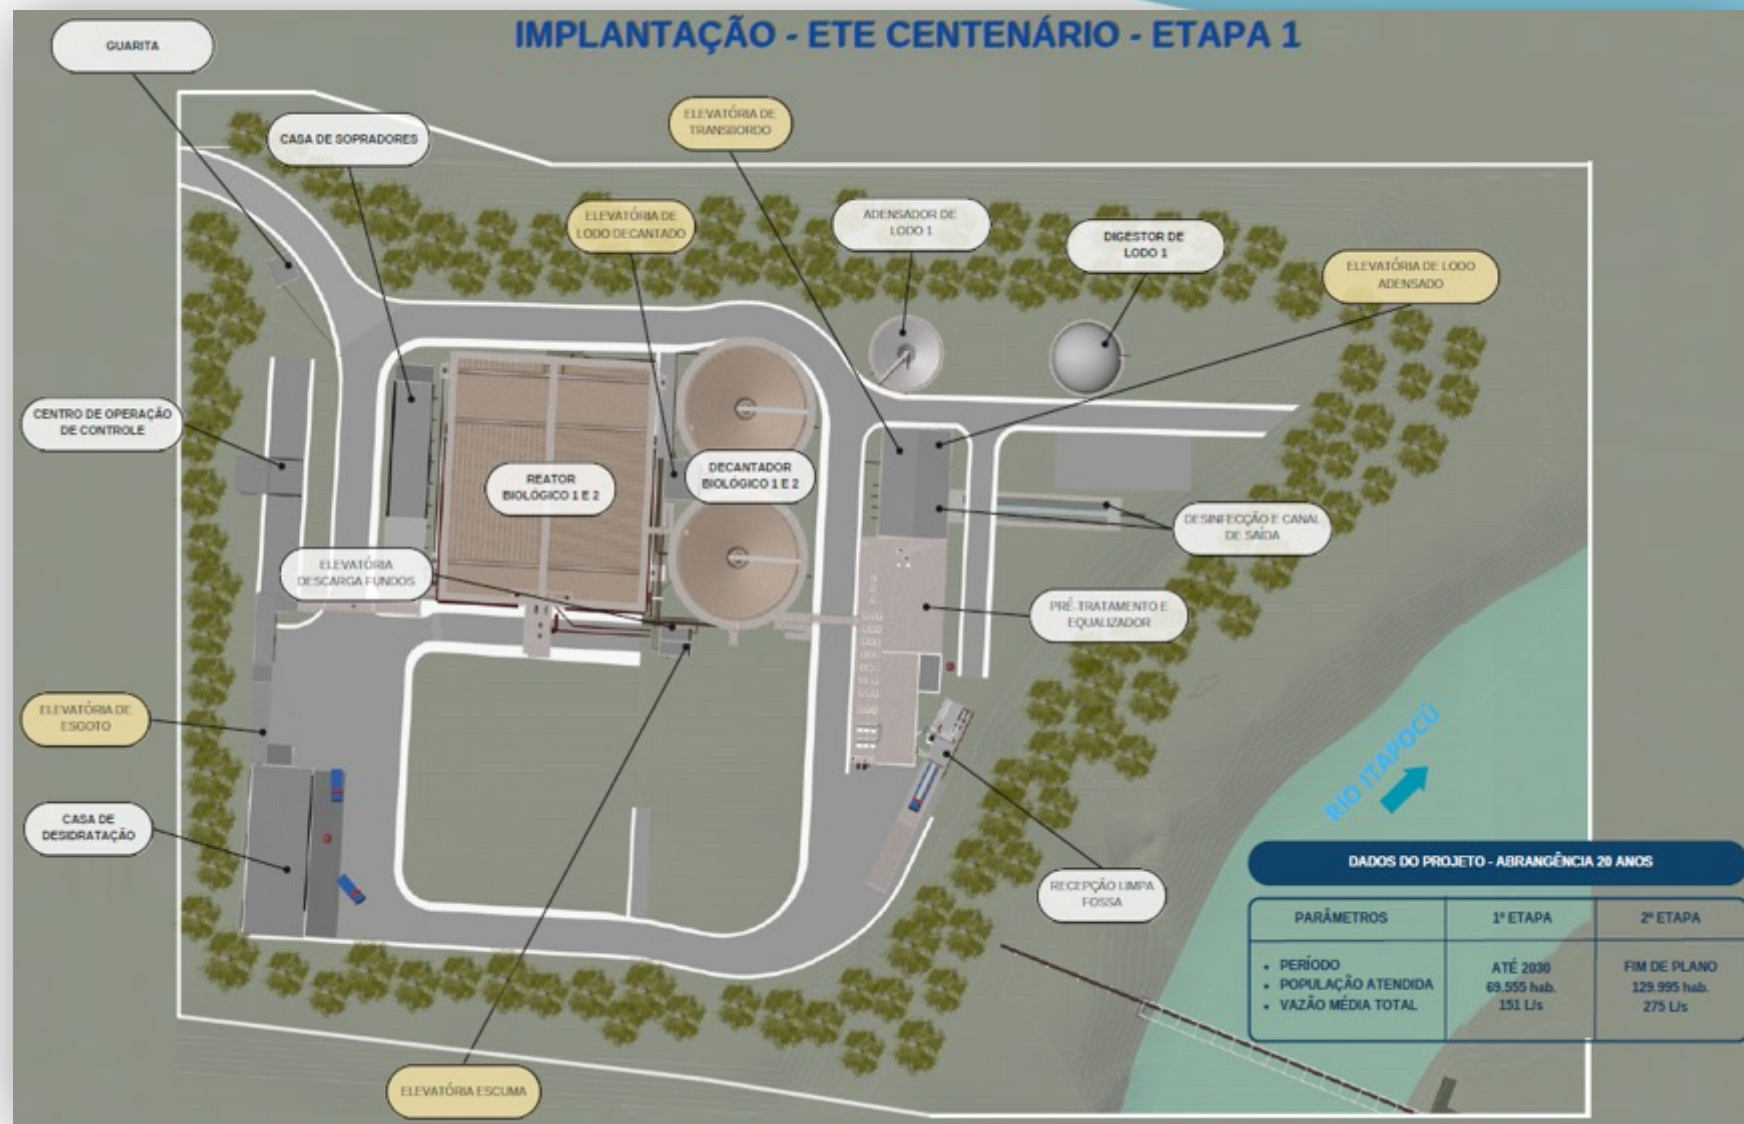 IMPLANTAÇÃO - ETE CENTENÁRIO - ETAPA 1
GUARITA
CASA DE SOPRADORES
ELEVATÓRIA DE
TRANSBORDO
ELEVATÓRIA DE
LODO DECANTADO
ADENSADOR DE
LODO 1
DIGESTOR DE
LODO 1
ELEVATÓRIA DE LODO
ADENSADO
CENTRO DE OPERAÇÃO
DE CONTROLE
REATOR
BIOLÓGICO 1 E 2
DECANTADOR
BIOLÓGICO 1 E 2
DESINFECÇÃO E CANAL
DE SAÍDA
ELEVATÓRIA
DESCARGA FUNDOS
PRÉ-TRATAMENTO E
EQUALIZADOR
ELEVATÓRIA DE
ESGOTO
RIO ITAPOCÚ
CASA DE
DESIDRATAÇÃO
RECEPÇÃO LIMPA
FOSSA
ELEVATÓRIA ESCUMA
DADOS DO PROJETO - ABRANGÊNCIA 20 ANOS
PARÂMETROS 1ª ETAPA 2ª ETAPA
• PERÍODO ATÉ 2030 FIM DE PLANO
• POPULAÇÃO ATENDIDA 69.555 hab. 129.995 hab.
• VAZÃO MÉDIA TOTAL 151 L/s 275 L/s